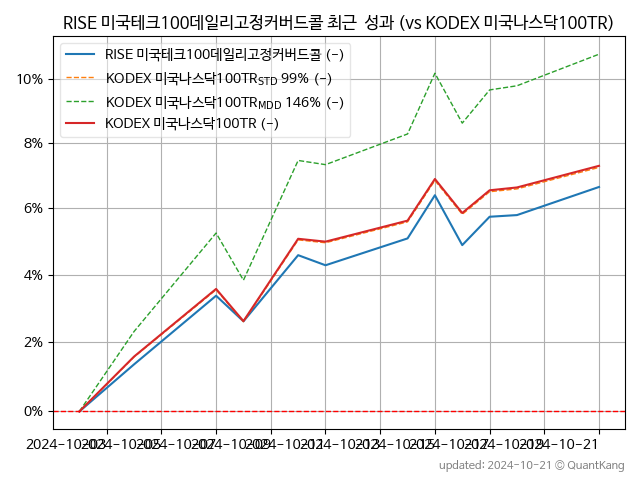 RISE 미국테크100데일리고정커버드콜 최근 성과 (vs KODEX 미국나스닥100TR)
RISE 미국테크100데일리고정커버드콜 (-)
KODEX 미국나스닥100TR_STD 99% (-)
KODEX 미국나스닥100TR_MDD 146% (-)
KODEX 미국나스닥100TR (-)
10%
8%
6%
4%
2%
0%
2024-10-21
updated: 2024-10-21 © QuantKang